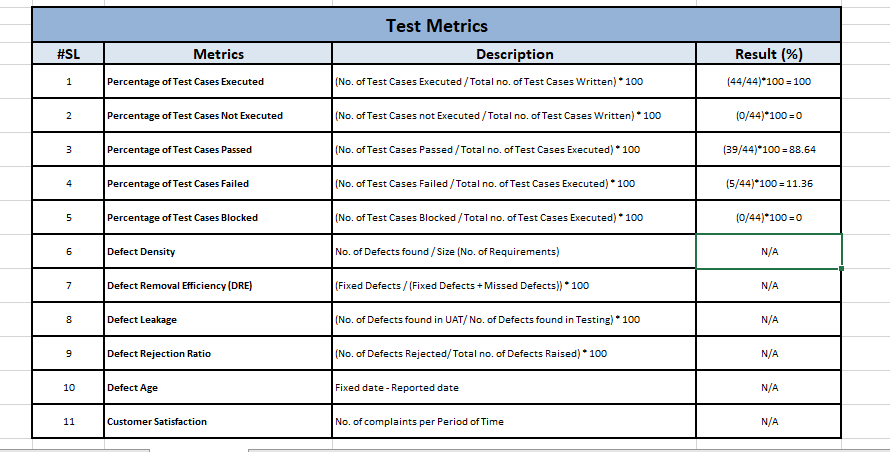 Test Metrics
#SL Metrics Description Result (%)
1 Percentage of Test Cases Executed (No. of Test Cases Executed / Total no. of Test Cases Written) * 100 (44/44)*100 = 100
2 Percentage of Test Cases Not Executed (No. of Test Cases not Executed / Total no. of Test Cases Written) * 100 (0/44)*100 = 0
3 Percentage of Test Cases Passed (No. of Test Cases Passed / Total no. of Test Cases Executed) * 100 (39/44)*100 = 88.64
4 Percentage of Test Cases Failed (No. of Test Cases Failed / Total no. of Test Cases Executed) * 100 (5/44)*100 = 11.36
5 Percentage of Test Cases Blocked (No. of Test Cases Blocked / Total no. of Test Cases Executed) * 100 (0/44)*100 = 0
6 Defect Density No. of Defects found / Size (No. of Requirements) N/A
7 Defect Removal Efficiency (DRE) (Fixed Defects / (Fixed Defects + Missed Defects)) * 100 N/A
8 Defect Leakage (No. of Defects found in UAT/ No. of Defects found in Testing) * 100 N/A
9 Defect Rejection Ratio (No. of Defects Rejected/ Total no. of Defects Raised) * 100 N/A
10 Defect Age Fixed date - Reported date N/A
11 Customer Satisfaction No. of complaints per Period of Time N/A